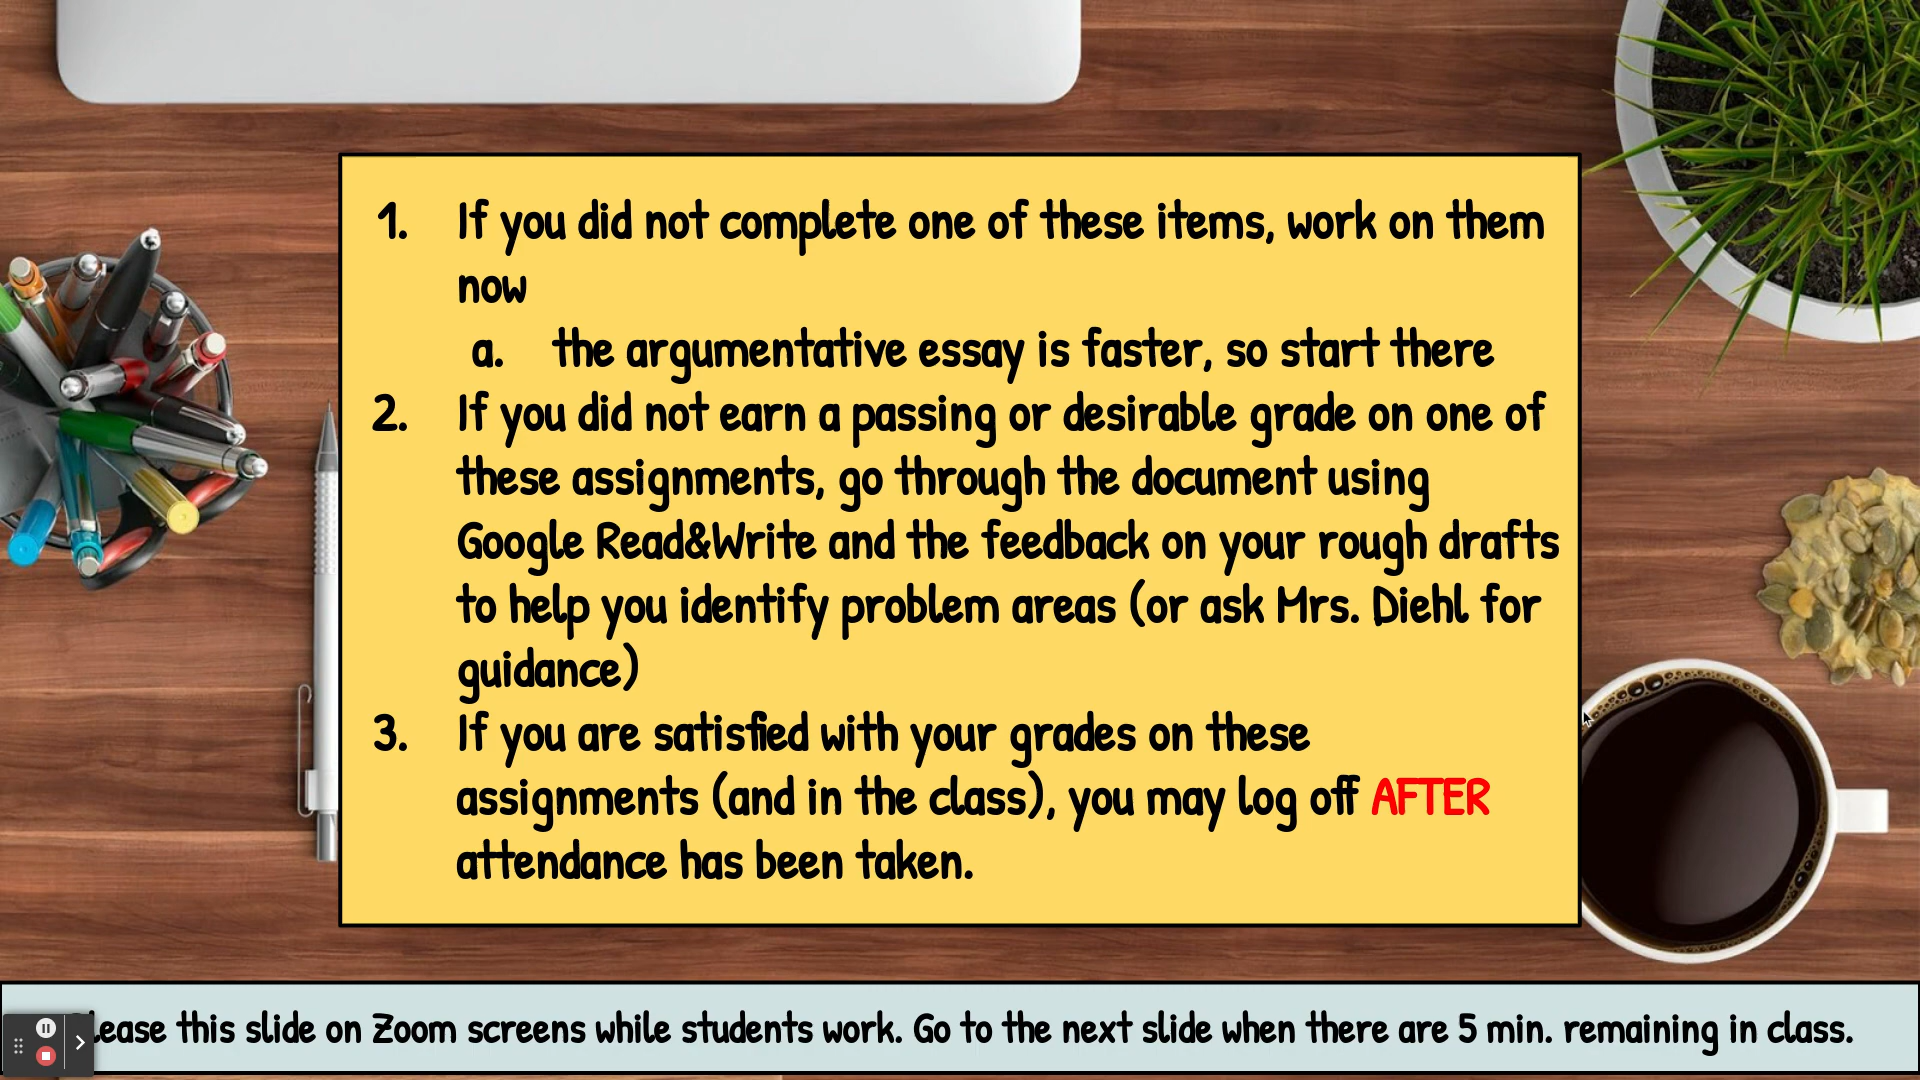 1. If you did not complete one of these items, work on them
now
a. the argumentative essay is faster, so start there
2. If you did not earn a passing or desirable grade on one of
these assignments, go through the document using
Google Read&Write and the feedback on your rough drafts
to help you identify problem areas (or ask Mrs. Diehl for
guidance)
3. If you are satisfied with your grades on these
assignments (and in the class), you may log off AFTER
attendance has been taken.
this slide on Zoom screens while students work. Go to the next slide when there are 5 min. remaining in class.